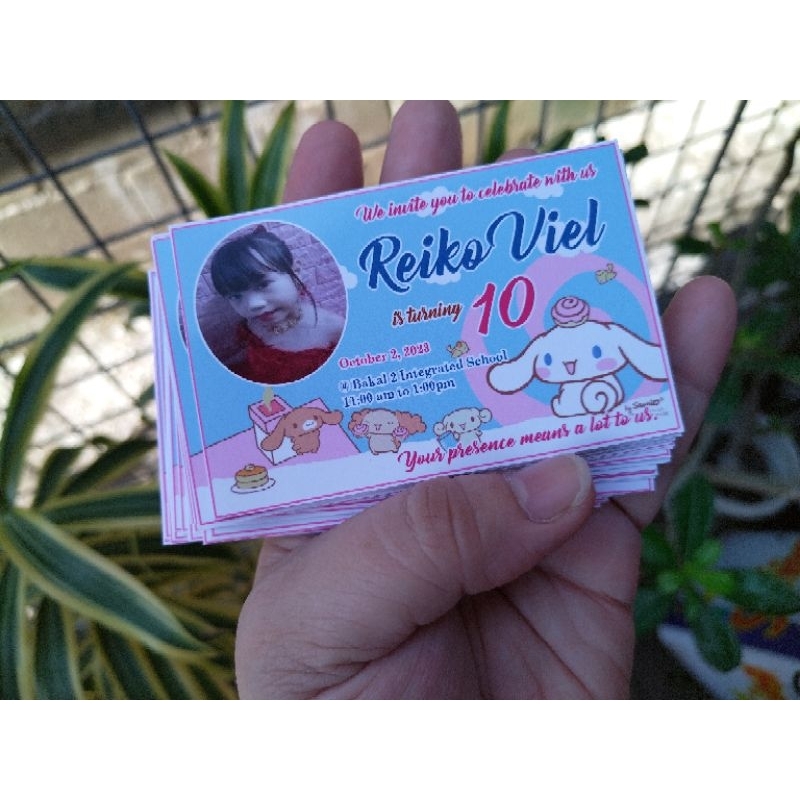 We invite you to celebrate with us
Reiko Viel
is turning 10
October 2, 2023
@ Bakal 2 Integrated School
11:00 am to 1:00pm
Your presence means a lot to us.